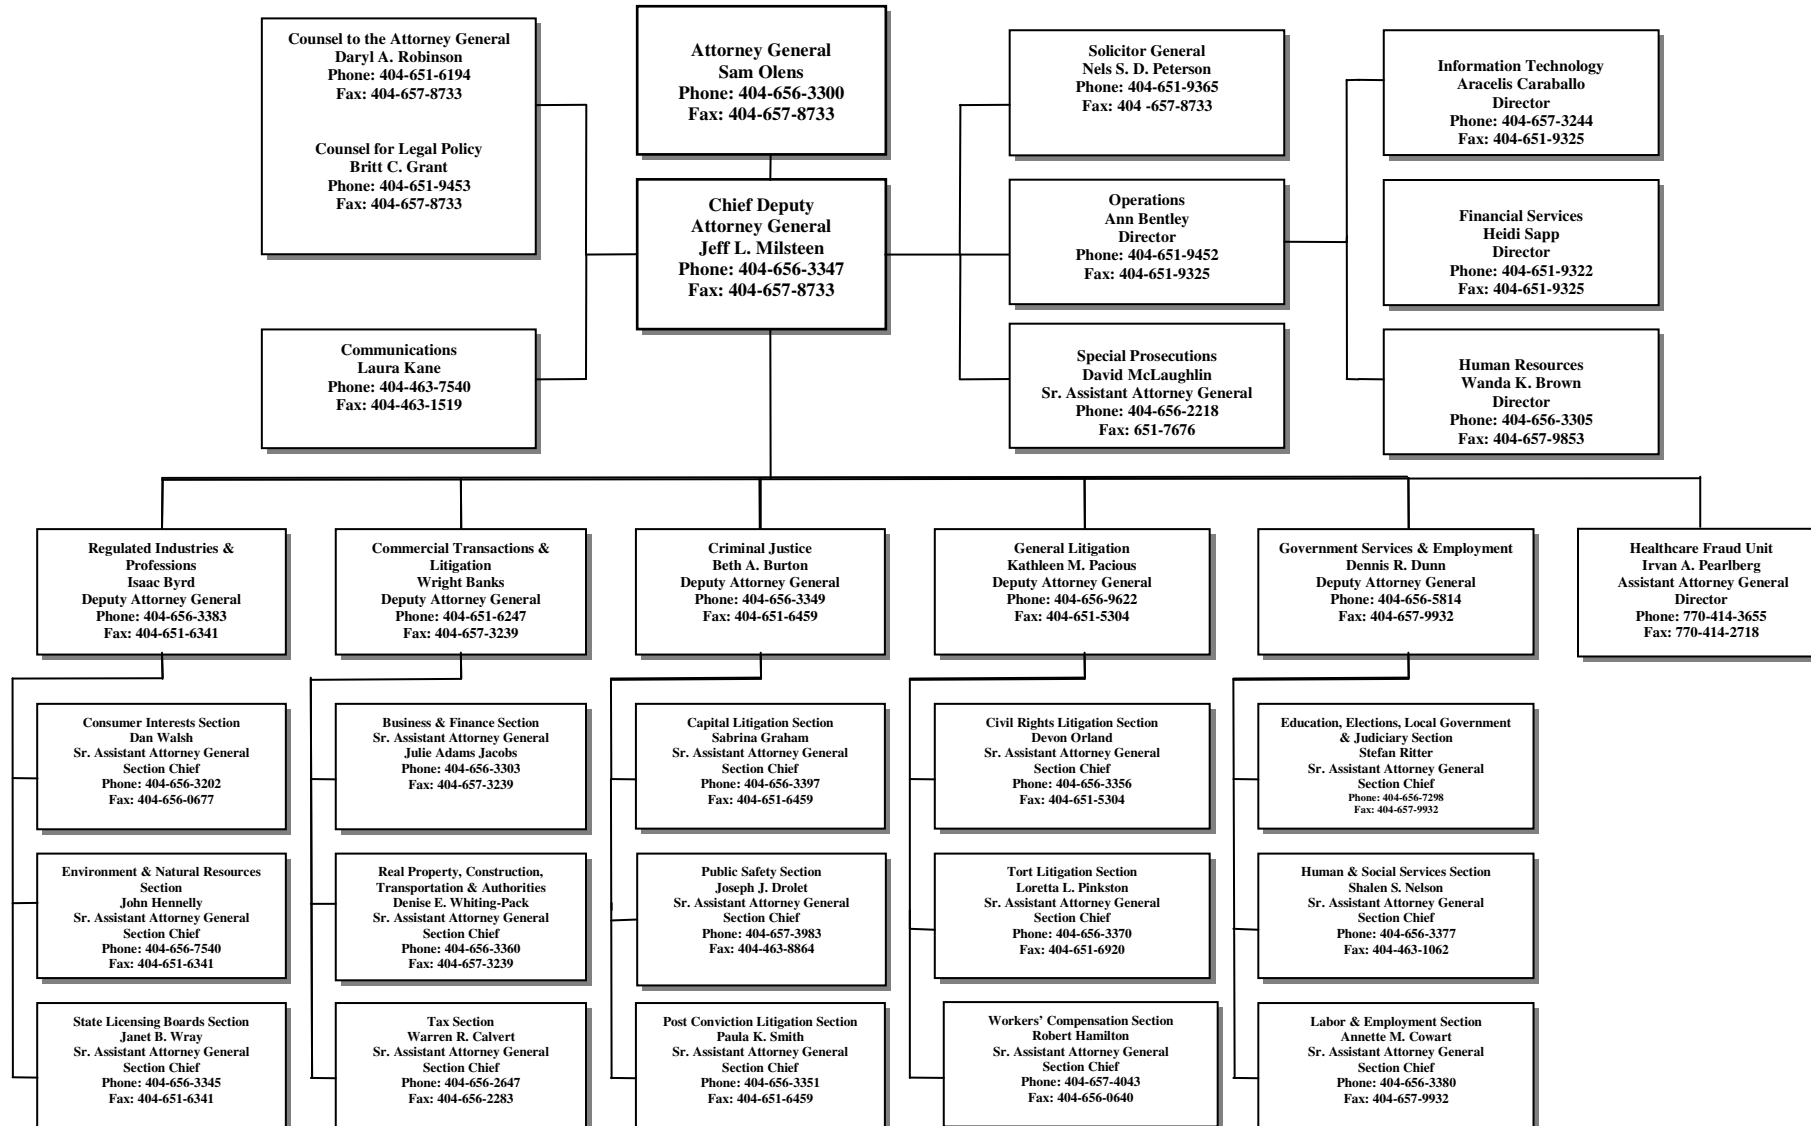 Counsel to the Attorney General
Daryl A. Robinson
Phone: 404-651-6194
Fax: 404-657-8733
Counsel for Legal Policy
Britt C. Grant
Phone: 404-651-9453
Fax: 404-657-8733
Attorney General
Sam Olens
Phone: 404-656-3300
Fax: 404-657-8733
Solicitor General
Nels S. D. Peterson
Phone: 404-651-9365
Fax: 404 -657-8733
Information Technology
Aracelis Caraballo
Director
Phone: 404-657-3244
Fax: 404-651-9325
Chief Deputy
Attorney General
Jeff L. Milsteen
Phone: 404-656-3347
Fax: 404-657-8733
Operations
Ann Bentley
Director
Phone: 404-651-9452
Fax: 404-651-9325
Financial Services
Heidi Sapp
Director
Phone: 404-651-9322
Fax: 404-651-9325
Communications
Laura Kane
Phone: 404-463-7540
Fax: 404-463-1519
Special Prosecutions
David McLaughlin
Sr. Assistant Attorney General
Phone: 404-656-2218
Fax: 651-7676
Human Resources
Wanda K. Brown
Director
Phone: 404-656-3305
Fax: 404-657-9853
Regulated Industries &
Professions
Isaac Byrd
Deputy Attorney General
Phone: 404-656-3383
Fax: 404-651-6341
Commercial Transactions &
Litigation
Wright Banks
Deputy Attorney General
Phone: 404-651-6247
Fax: 404-657-3239
Criminal Justice
Beth A. Burton
Deputy Attorney General
Phone: 404-656-3349
Fax: 404-651-6459
General Litigation
Kathleen M. Pacious
Deputy Attorney General
Phone: 404-656-9622
Fax: 404-651-5304
Government Services & Employment
Dennis R. Dunn
Deputy Attorney General
Phone: 404-656-5814
Fax: 404-657-9932
Healthcare Fraud Unit
Irvan A. Pearlberg
Assistant Attorney General
Director
Phone: 770-414-3655
Fax: 770-414-2718
Consumer Interests Section
Dan Walsh
Sr. Assistant Attorney General
Section Chief
Phone: 404-656-3202
Fax: 404-656-0677
Business & Finance Section
Sr. Assistant Attorney General
Julie Adams Jacobs
Phone: 404-656-3303
Fax: 404-657-3239
Capital Litigation Section
Sabrina Graham
Sr. Assistant Attorney General
Section Chief
Phone: 404-656-3397
Fax: 404-651-6459
Civil Rights Litigation Section
Devon Orland
Sr. Assistant Attorney General
Section Chief
Phone: 404-656-3356
Fax: 404-651-5304
Education, Elections, Local Government
& Judiciary Section
Stefan Ritter
Sr. Assistant Attorney General
Section Chief
Phone: 404-656-7298
Fax: 404-657-9932
Environment & Natural Resources
Section
John Hennelly
Sr. Assistant Attorney General
Section Chief
Phone: 404-656-7540
Fax: 404-651-6341
Real Property, Construction,
Transportation & Authorities
Denise E. Whiting-Pack
Sr. Assistant Attorney General
Section Chief
Phone: 404-656-3360
Fax: 404-657-3239
Public Safety Section
Joseph J. Drolet
Sr. Assistant Attorney General
Section Chief
Phone: 404-657-3983
Fax: 404-463-8864
Tort Litigation Section
Loretta L. Pinkston
Sr. Assistant Attorney General
Section Chief
Phone: 404-656-3370
Fax: 404-651-6920
Human & Social Services Section
Shalen S. Nelson
Sr. Assistant Attorney General
Section Chief
Phone: 404-656-3377
Fax: 404-463-1062
State Licensing Boards Section
Janet B. Wray
Sr. Assistant Attorney General
Section Chief
Phone: 404-656-3345
Fax: 404-651-6341
Tax Section
Warren R. Calvert
Sr. Assistant Attorney General
Section Chief
Phone: 404-656-2647
Fax: 404-656-2283
Post Conviction Litigation Section
Paula K. Smith
Sr. Assistant Attorney General
Section Chief
Phone: 404-656-3351
Fax: 404-651-6459
Workers’ Compensation Section
Robert Hamilton
Sr. Assistant Attorney General
Section Chief
Phone: 404-657-4043
Fax: 404-656-0640
Labor & Employment Section
Annette M. Cowart
Sr. Assistant Attorney General
Section Chief
Phone: 404-656-3380
Fax: 404-657-9932